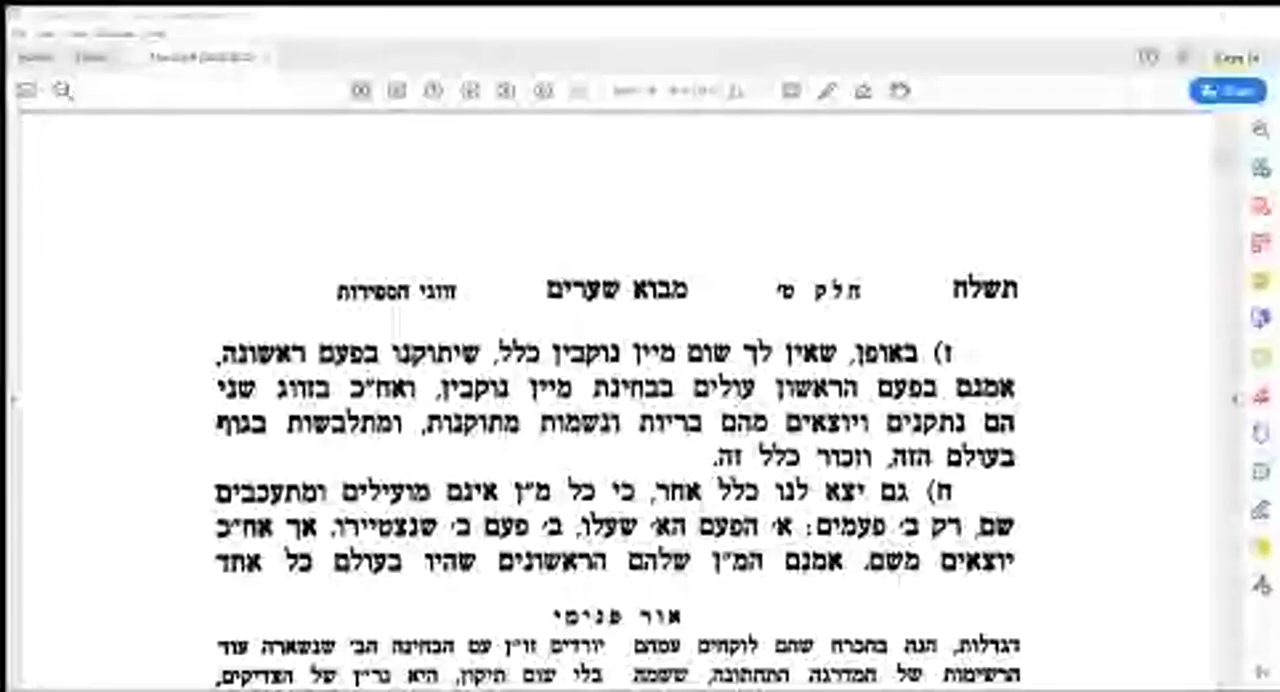 תשלח חלק ט׳ מבוא שערים זווגי הספירות
ז) באופן, שאין לך שום מיין נוקבין כלל, שיתוקנו בפעם ראשונה,
אמנם בפעם הראשון עולים בבחינת מיין נוקבין, ואח״כ בזווג שני
הם נתקנים ויוצאים מהם בריות ונשמות מתוקנות, ומתלבשות בגוף
בעולם הזה, וזכור כלל זה.
ח) גם יצא לנו כלל אחר, כי כל מ״ן אינם מועילים ומתעכבים
שם, רק ב׳ פעמים: א׳ הפעם הא׳ שעלו, ב׳ פעם ב׳ שנצטיירו. אך אח״כ
יוצאים משם. אמנם המ״ן שלהם הראשונים שהיו בעולם כל אחד
אור פנימי
דגדלות, הנה בהכרח שהם לוקחים עמהם
הרשימות של המדרגה התחתונה, ששמה
יורדים זו״ן עם הבחינה הב׳ שנשארה עוד
בלי שום תיקון, היא נר״ן של הצדיקים,